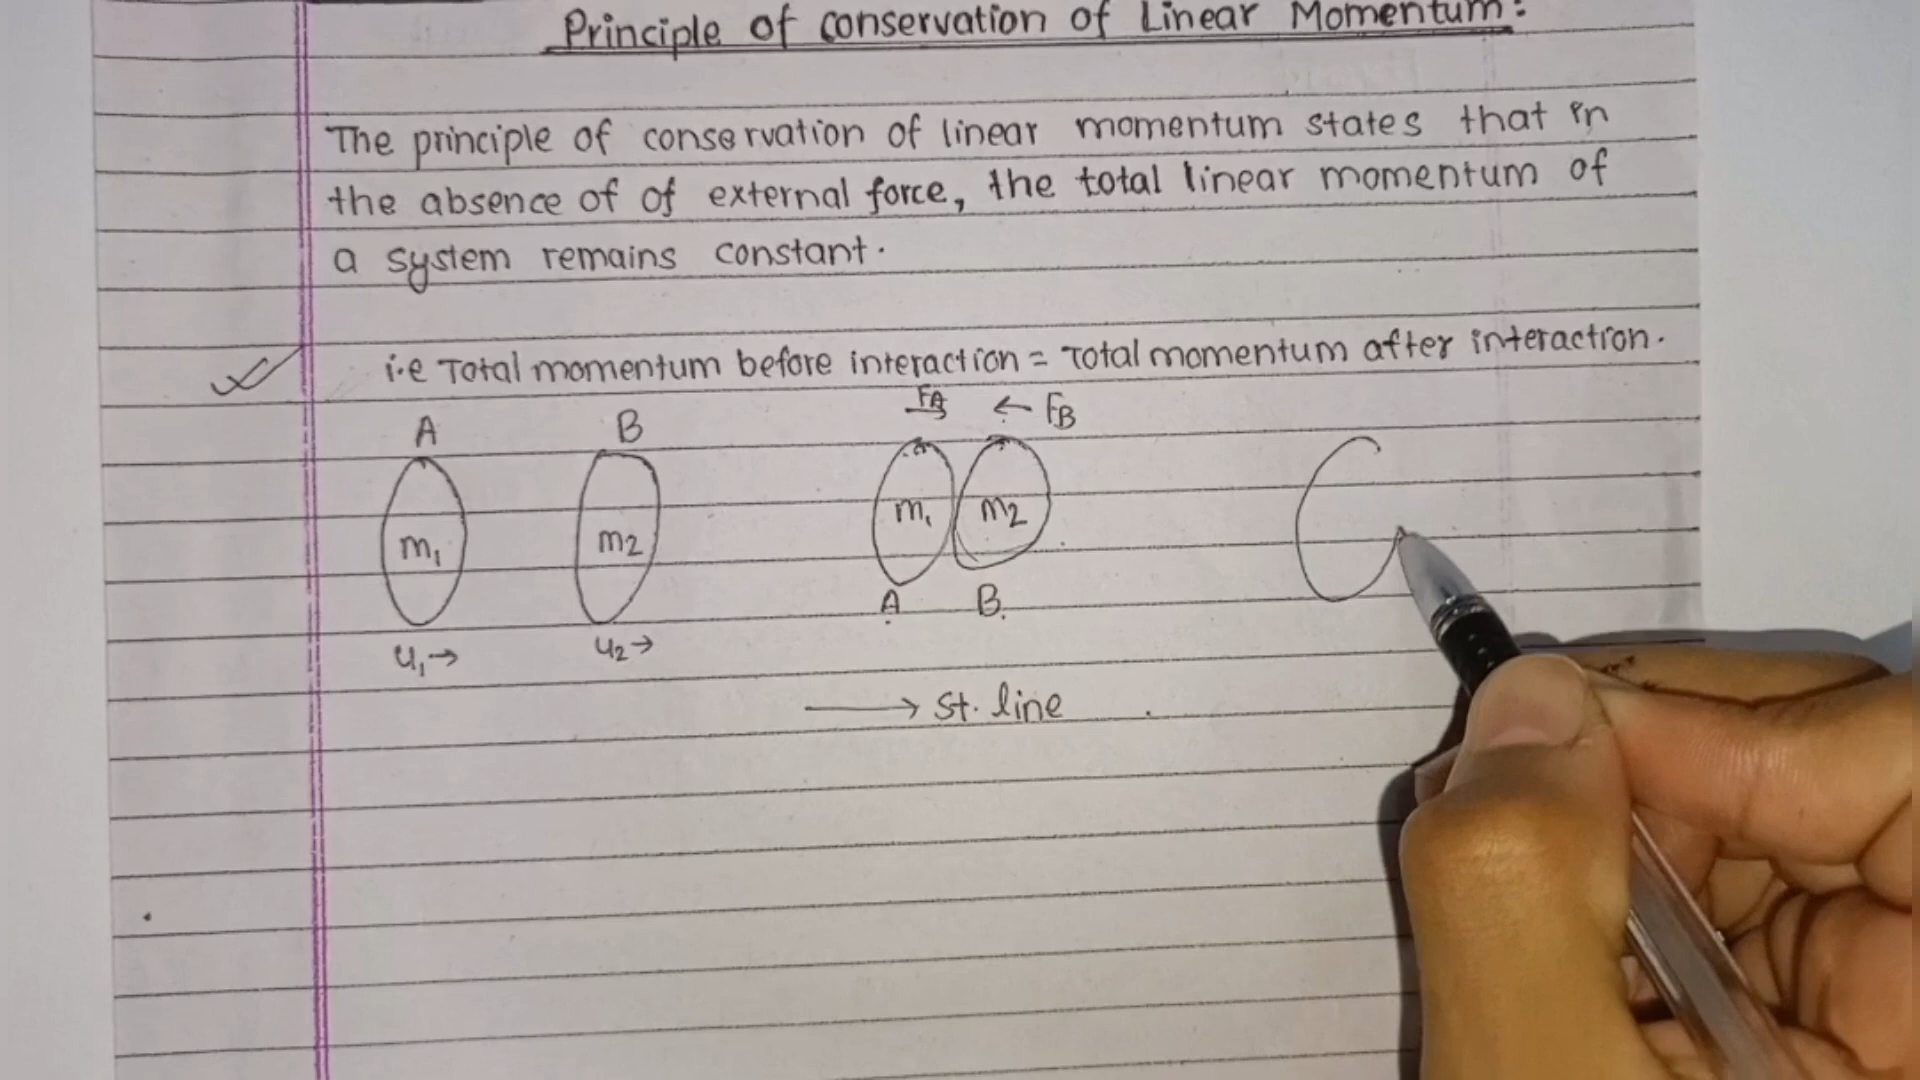 Principle of conservation of Linear Momentum:
The principle of conservation of linear momentum states that in
the absence of of external force, the total linear momentum of
a system remains constant.
i.e Total momentum before interaction = Total momentum after interaction.
FA ← FB
A B
m1 m2 m1 m2
A B
u1→ u2→
→ St. line